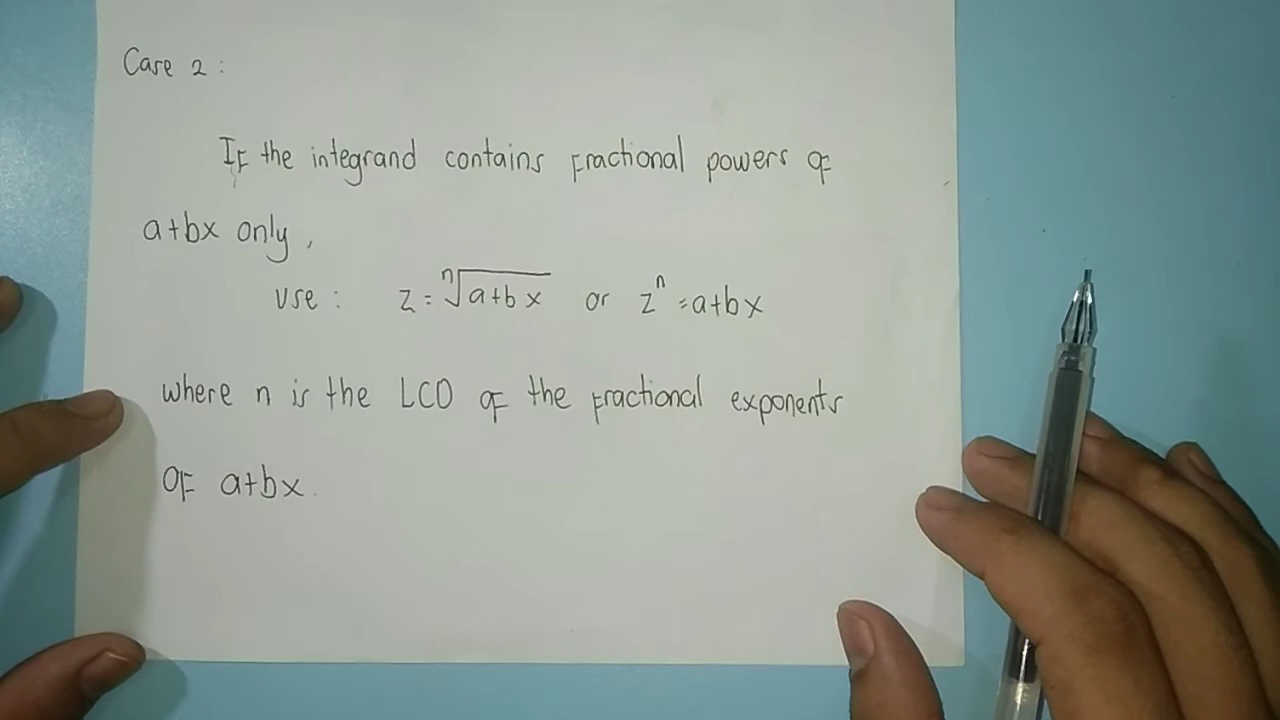 Case 2:
If the integrand contains fractional powers of
a+bx only,
use: z = ⁿ√(a+bx) or zⁿ = a+bx
where n is the LCD of the fractional exponents
of a+bx.